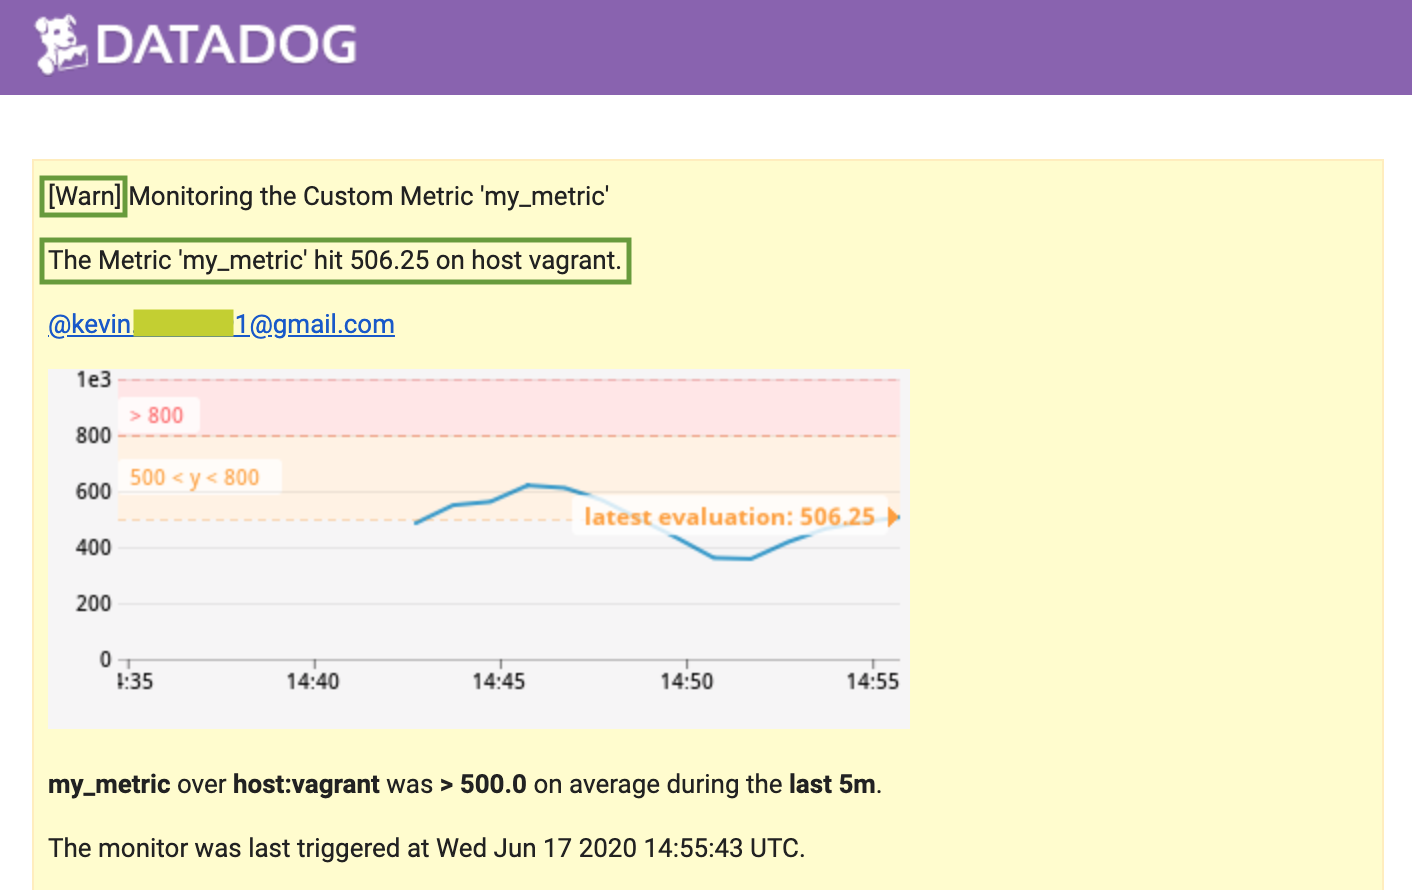 DATADOG
[Warn] Monitoring the Custom Metric 'my_metric'
The Metric 'my_metric' hit 506.25 on host vagrant.
@kevin. 1@gmail.com
1e3
> 800
800
500 < y < 800
600
latest evaluation: 506.25
400
200
0
4:35 14:40 14:45 14:50 14:55
my_metric over host:vagrant was > 500.0 on average during the last 5m.
The monitor was last triggered at Wed Jun 17 2020 14:55:43 UTC.